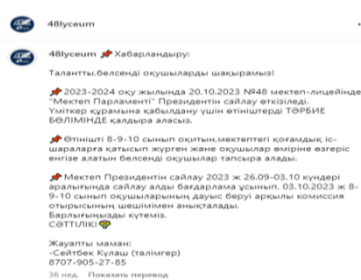 48lyceum
48lyceum 📌Хабарландыру:
Талантты,белсенді оқушыларды шақырамыз!
📌2023-2024 оқу жылында 20.10.2023 №48 мектеп-лицейінде
"Мектеп Парламенті" Президентін сайлау өткізіледі.
Үміткер құрамына қабылдану үшін өтініштерді ТӘРБИЕ
БӨЛІМІНДЕ қалдыра аласыз.
📌Өтінішті 8-9-10 сынып оқитын,мектептегі қоғамдық іс-
шараларға қатысып жүрген және оқушылар өміріне өзгеріс
енгізе алатын белсенді оқушылар тапсыра алады.
📌Мектеп Президентін сайлау 2023 ж 26.09-03.10 күндері
аралығында сайлау алды бағдарлама ұсынып. 03.10.2023 ж 8-
9-10 сынып оқушыларының дауыс беруі арқылы комиссия
отырысының шешімімен анықталады.
Барлығыңызды күтеміз.
СӘТТІЛІК!
Жауапты маман:
-Сейтбек Кулаш (тәлімгер)
8707-905-27-85
36 нед. Показать перевод